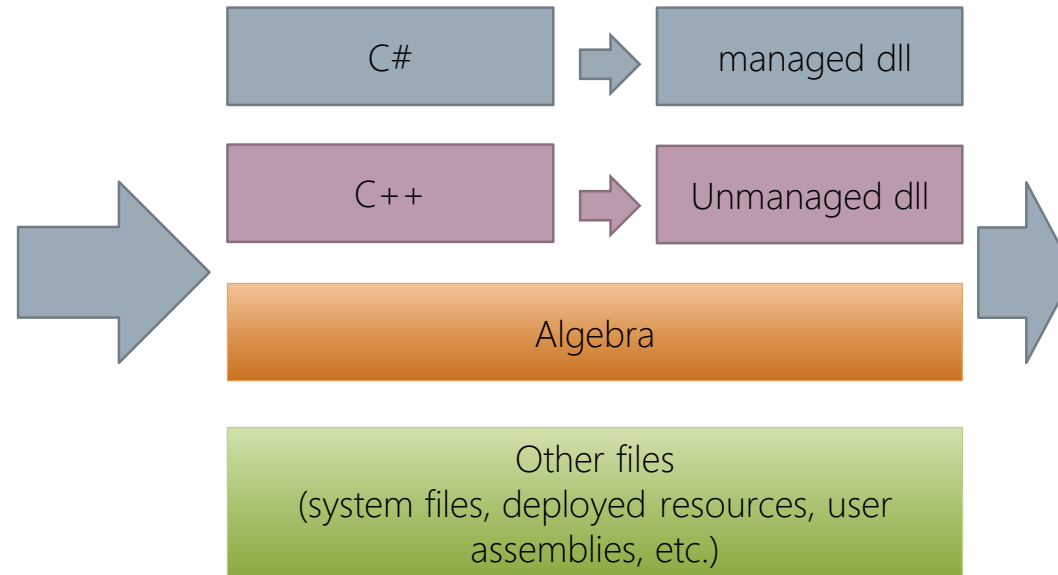 C#
managed dll
C++
Unmanaged dll
Algebra
Other files
(system files, deployed resources, user
assemblies, etc.)